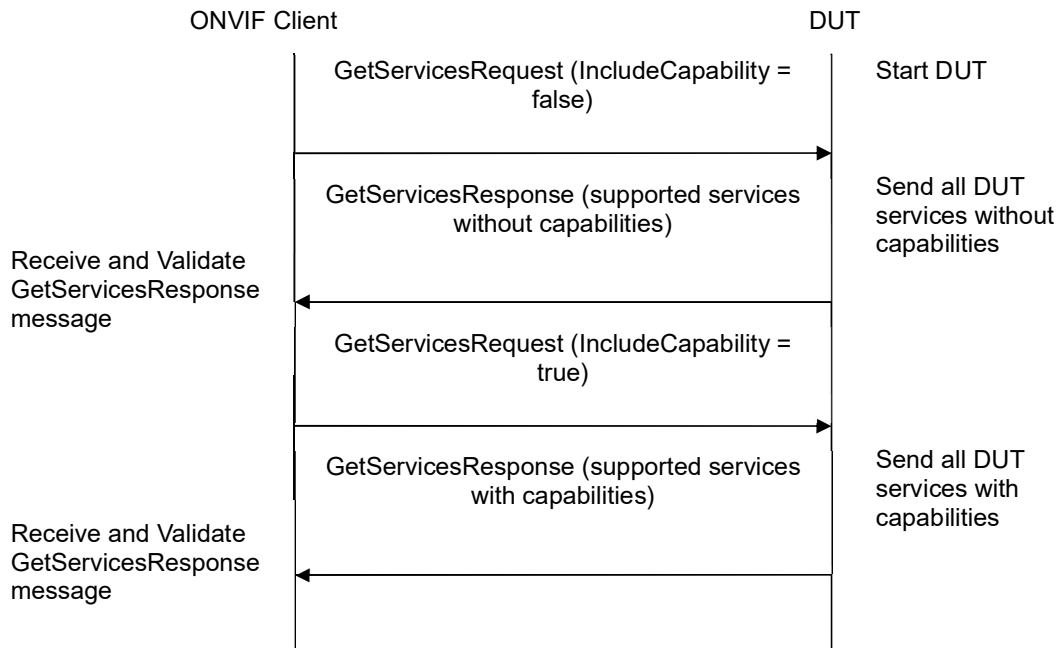 ONVIF Client
DUT
GetServicesRequest (IncludeCapability =
false)
Start DUT
GetServicesResponse (supported services
without capabilities)
Send all DUT
services without
capabilities
Receive and Validate
GetServicesResponse
message
GetServicesRequest (IncludeCapability =
true)
GetServicesResponse (supported services
with capabilities)
Send all DUT
services with
capabilities
Receive and Validate
GetServicesResponse
message